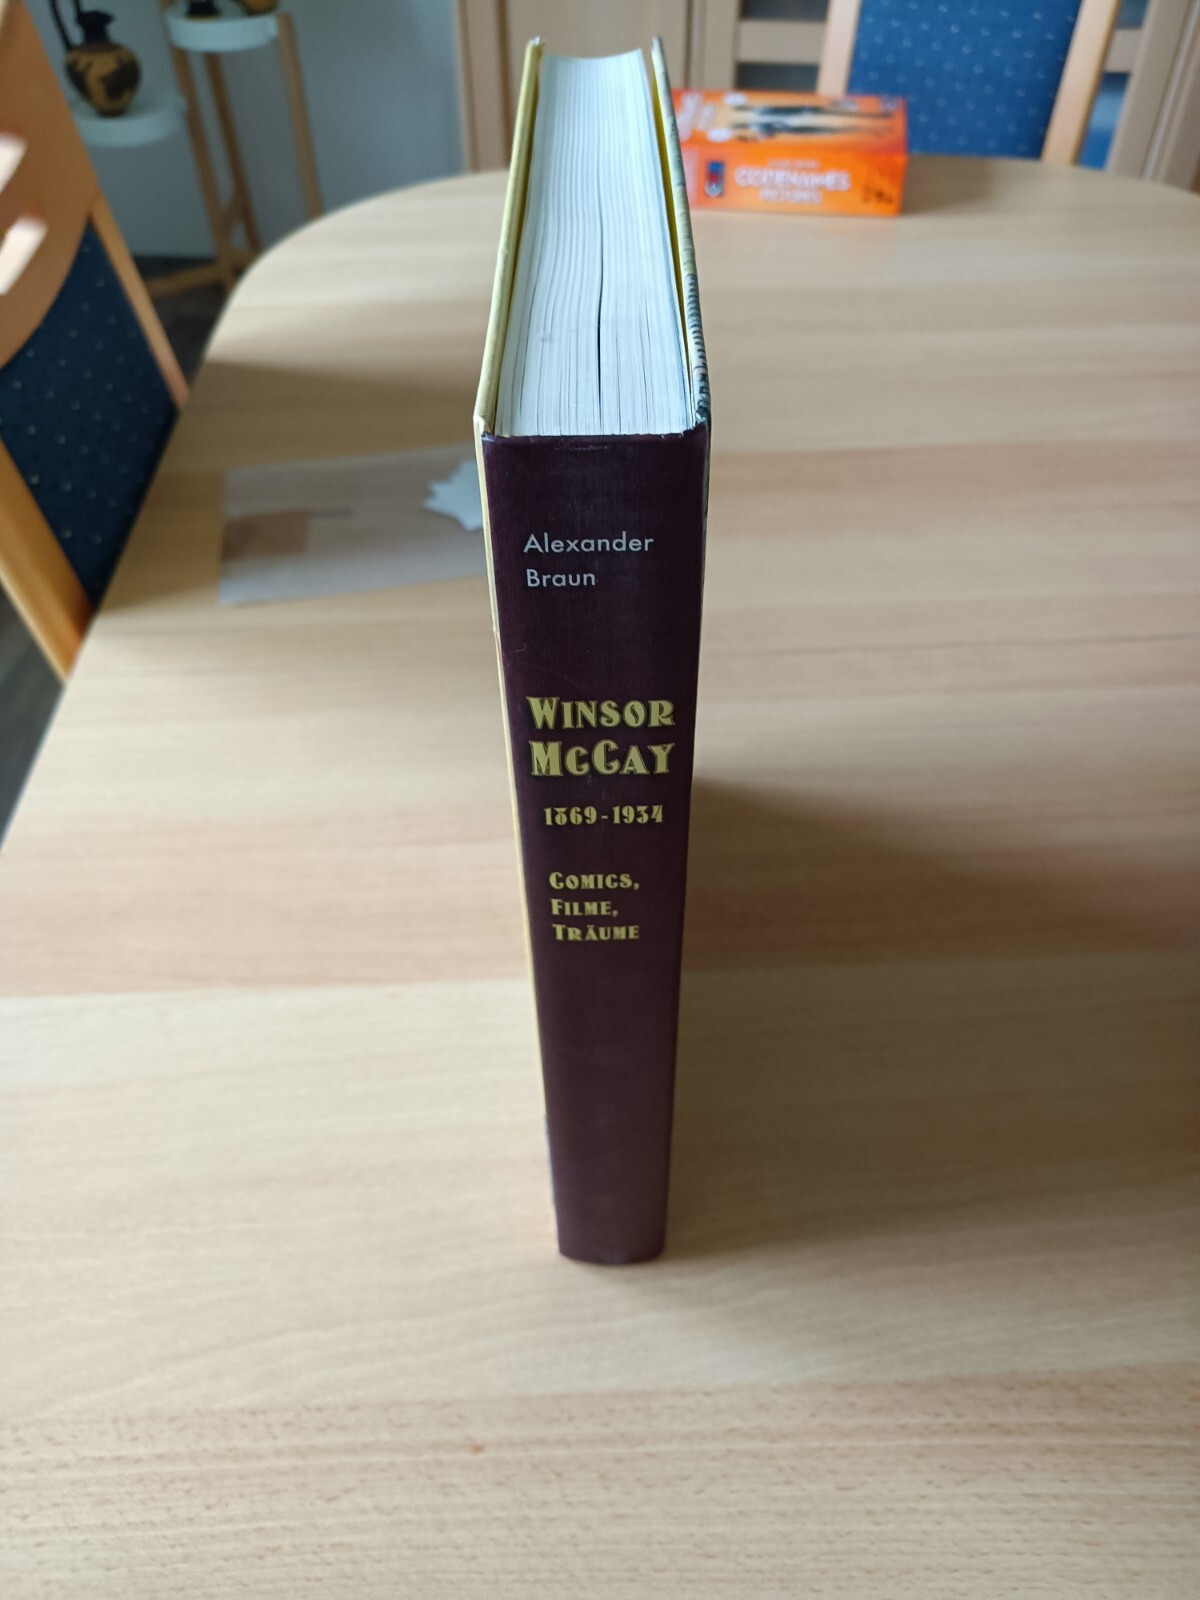 CODENAMES
PICTURES
Alexander
Braun
WINSOR
McCAY
1869-1934
COMICS,
FILME,
TRÄUME